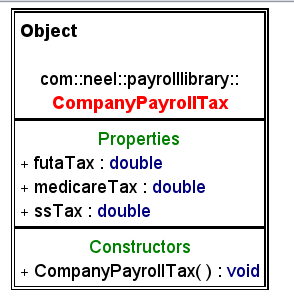 Object
com::neel::payrolllibrary::
CompanyPayrollTax
Properties
+ futaTax : double
+ medicareTax : double
+ ssTax : double
Constructors
+ CompanyPayrollTax( ) : void